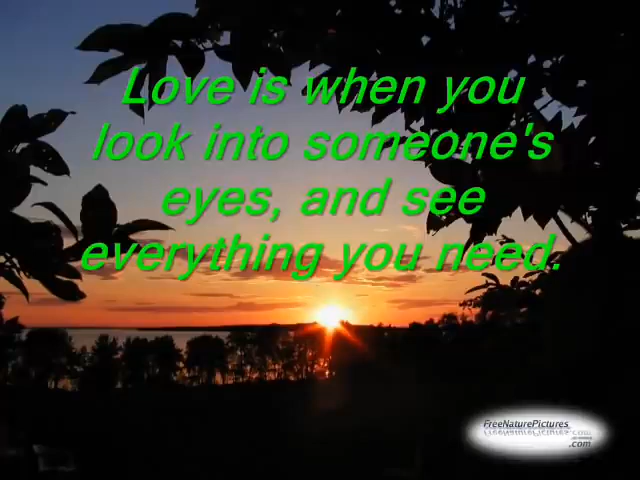 Love is when you
look into someone's
eyes, and see
everything you need.
FreeNaturePictures
.com